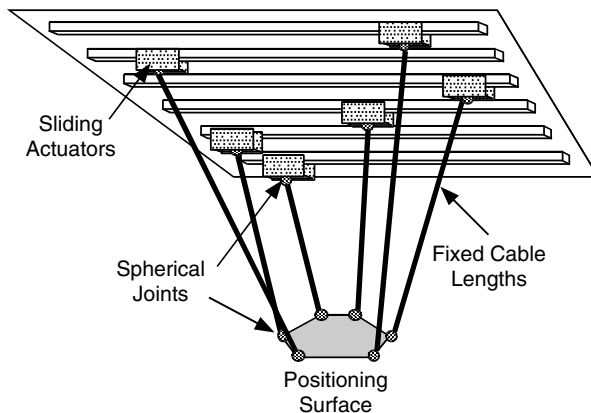 Sliding
Actuators
Spherical
Joints
Fixed Cable
Lengths
Positioning
Surface